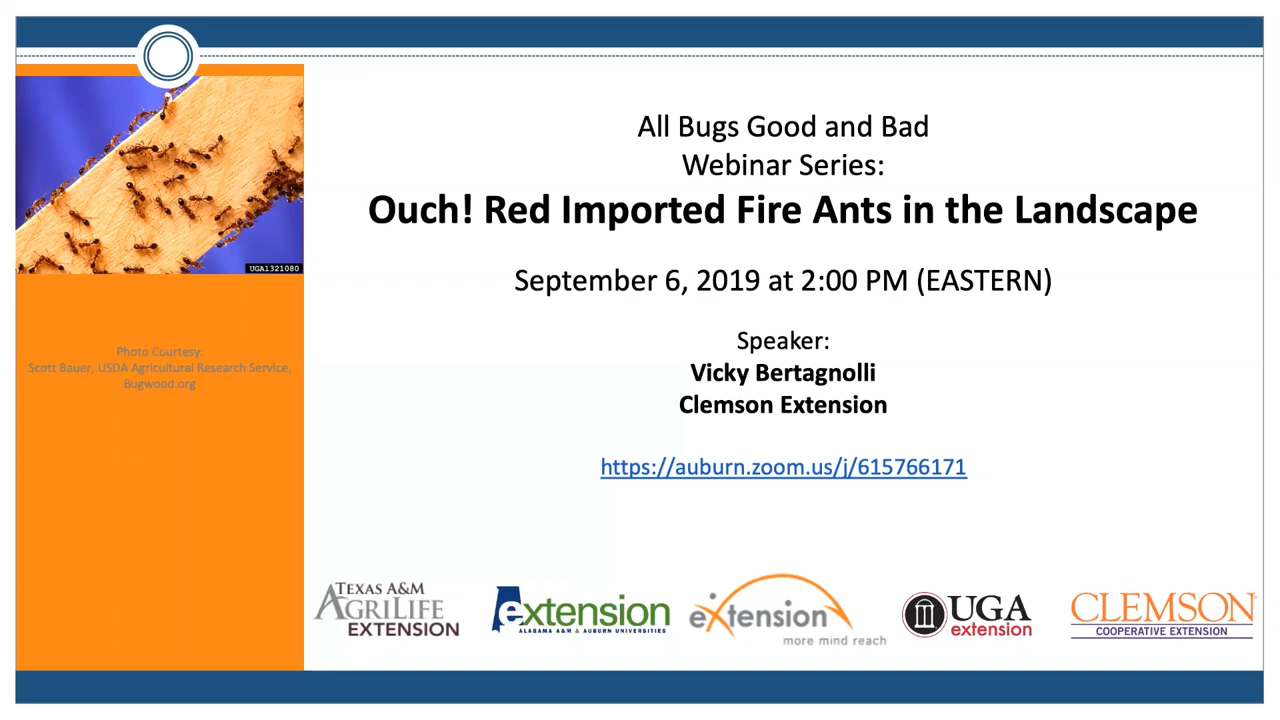 All Bugs Good and Bad
Webinar Series:
Ouch! Red Imported Fire Ants in the Landscape
September 6, 2019 at 2:00 PM (EASTERN)
Speaker:
Vicky Bertagnolli
Clemson Extension
https://auburn.zoom.us/j/615766171
UGA1321080
Photo Courtesy:
Scott Bauer, USDA Agricultural Research Service,
Bugwood.org
TEXAS A&M
AGRILIFE
EXTENSION
extension
ALABAMA A&M & AUBURN UNIVERSITIES
eXtension
more mind reach
UGA
extension
CLEMSON
COOPERATIVE EXTENSION